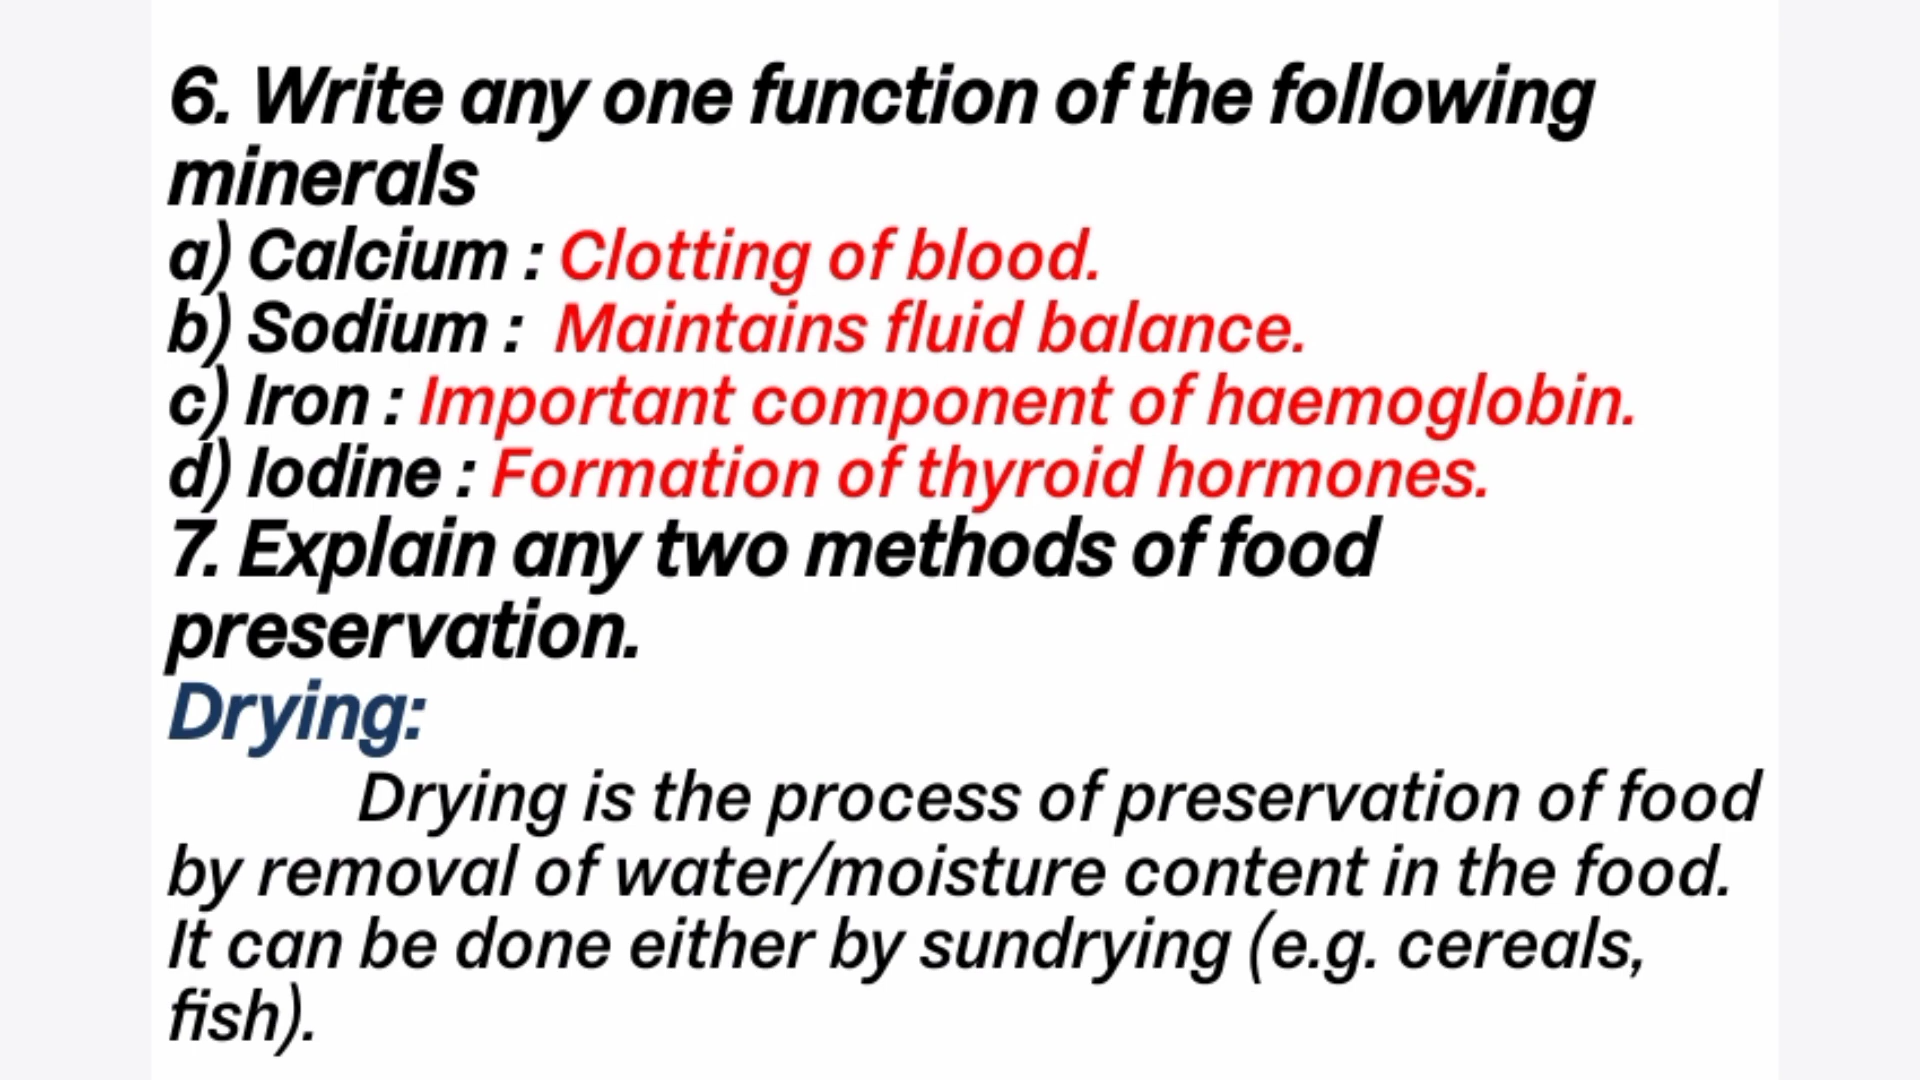 6. Write any one function of the following
minerals
a) Calcium : Clotting of blood.
b) Sodium : Maintains fluid balance.
c) Iron : Important component of haemoglobin.
d) Iodine : Formation of thyroid hormones.
7. Explain any two methods of food
preservation.
Drying:
Drying is the process of preservation of food
by removal of water/moisture content in the food.
It can be done either by sundrying (e.g. cereals,
fish).